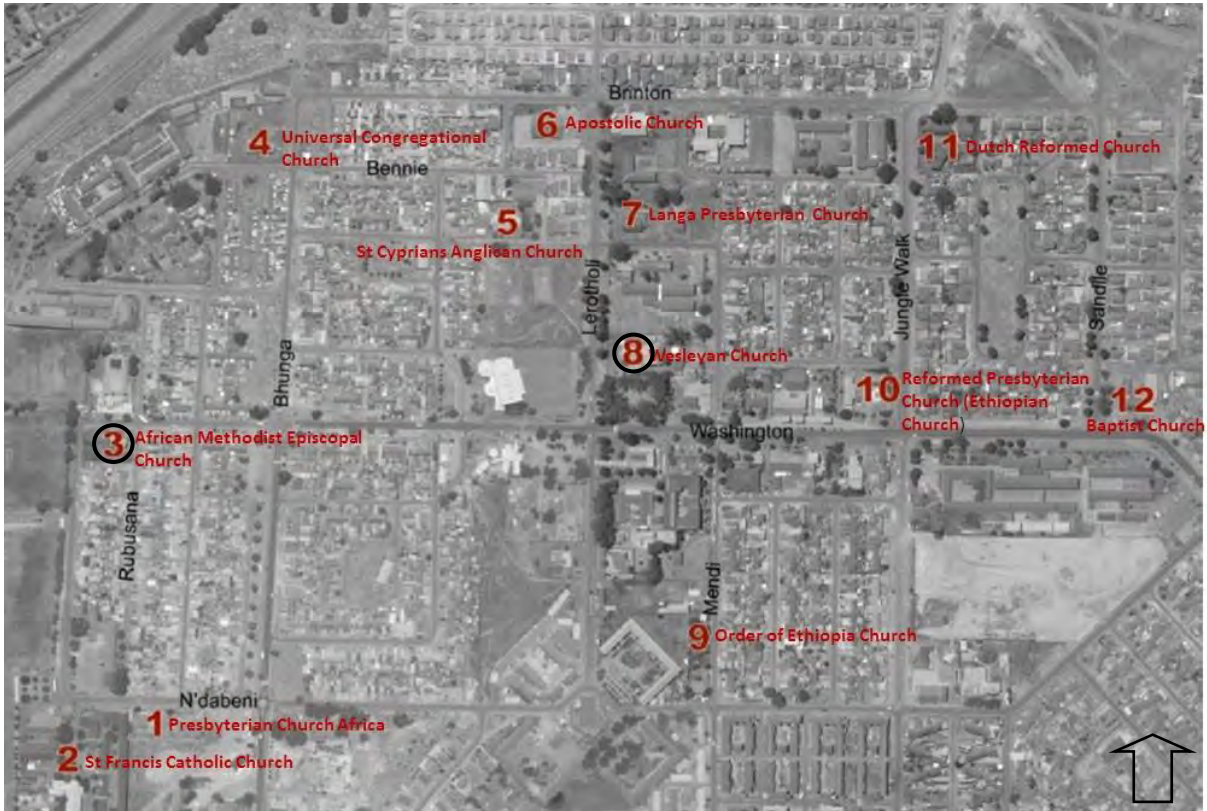 Brinton
4 Universal Congregational
Church
6 Apostolic Church
11 Dutch Reformed Church
Bennie
5
St Cyprians Anglican Church
7 Langa Presbyterian Church
Lerotholi
Jungle Walk
Sandile
Bhunga
8 Wesleyan Church
10 Reformed Presbyterian
Church (Ethiopian
Church)
12
Baptist Church
Washington
3 African Methodist Episcopal
Church
Rubusana
Mendi
9 Order of Ethiopia Church
N'dabeni
1 Presbyterian Church Africa
2 St Francis Catholic Church